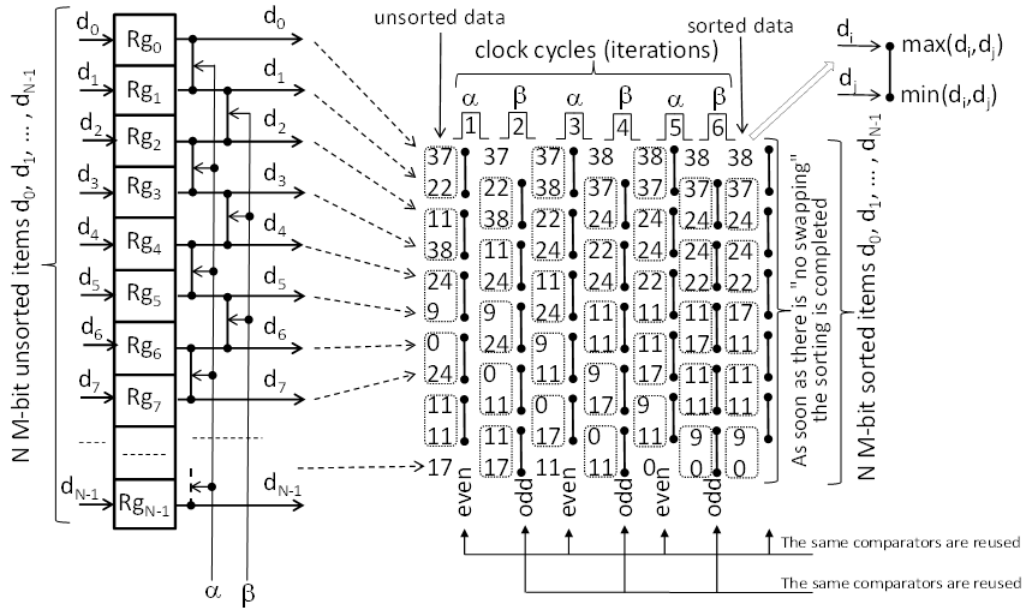 unsorted data
sorted data
clock cycles (iterations)
N M-bit unsorted items d0, d1, ... , dN-1
d0 Rg0 d0
d1 Rg1 d1
d2 Rg2 d2
d3 Rg3 d3
d4 Rg4 d4
d5 Rg5 d5
d6 Rg6 d6
d7 Rg7 d7
dN-1 RgN-1 dN-1
α β
α β α β α β
1 2 3 4 5 6
37 37 37 38 38 38 38
22 22 38 37 37 37 37
11 38 22 24 24 24 24
38 11 24 22 24 24 24
24 24 11 24 22 22 22
9 9 24 11 11 11 17
0 24 9 11 11 17 11
24 0 11 9 17 11 11
11 11 0 17 9 11 11
11 11 17 0 11 9 9
17 17 11 11 0 0 0
even odd even odd even odd
di max(di,dj)
dj min(di,dj)
As soon as there is "no swapping"
the sorting is completed
N M-bit sorted items d0, d1, ... , dN-1
The same comparators are reused
The same comparators are reused